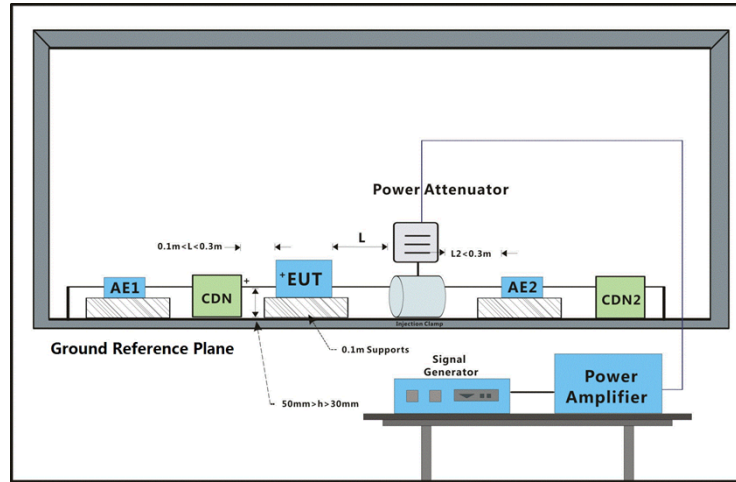 Power Attenuator
0.1m<L<0.3m
L
L2<0.3m
+EUT
AE1
CDN
+
AE2
CDN2
Injection Clamp
Ground Reference Plane
0.1m Supports
50mm>h>30mm
Signal
Generator
Power
Amplifier